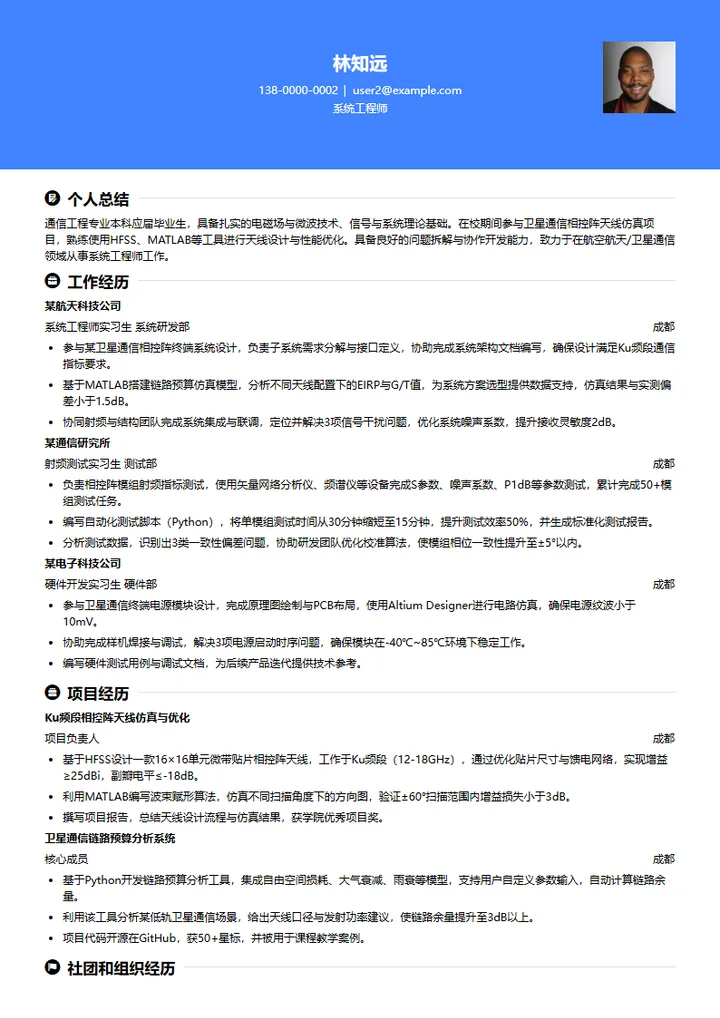 林知远
138-0000-0002 | user2@example.com
系统工程师
个人总结
通信工程专业本科应届毕业生，具备扎实的电磁场与微波技术、信号与系统理论基础。在校期间参与卫星通信相控阵天线仿真项
目，熟练使用HFSS、MATLAB等工具进行天线设计与性能优化。具备良好的问题拆解与协作开发能力，致力于在航空航天/卫星通信
领域从事系统工程师工作。
工作经历
某航天科技公司
系统工程师实习生 系统研发部 成都
• 参与某卫星通信相控阵终端系统设计，负责子系统需求分解与接口定义，协助完成系统架构文档编写，确保设计满足Ku频段通信
指标要求。
• 基于MATLAB搭建链路预算仿真模型，分析不同天线配置下的EIRP与G/T值，为系统方案选型提供数据支持，仿真结果与实测偏
差小于1.5dB。
• 协同射频与结构团队完成系统集成与联调，定位并解决3项信号干扰问题，优化系统噪声系数，提升接收灵敏度2dB。
某通信研究所
射频测试实习生 测试部 成都
• 负责相控阵模组射频指标测试，使用矢量网络分析仪、频谱仪等设备完成S参数、噪声系数、P1dB等参数测试，累计完成50+模
组测试任务。
• 编写自动化测试脚本（Python），将单模组测试时间从30分钟缩短至15分钟，提升测试效率50%，并生成标准化测试报告。
• 分析测试数据，识别出3类一致性偏差问题，协助研发团队优化校准算法，使模组相位一致性提升至±5°以内。
某电子科技公司
硬件开发实习生 硬件部 成都
• 参与卫星通信终端电源模块设计，完成原理图绘制与PCB布局，使用Altium Designer进行电路仿真，确保电源纹波小于
10mV。
• 协助完成样机焊接与调试，解决3项电源启动时序问题，确保模块在-40℃~85℃环境下稳定工作。
• 编写硬件测试用例与调试文档，为后续产品迭代提供技术参考。
项目经历
Ku频段相控阵天线仿真与优化
项目负责人 成都
• 基于HFSS设计一款16×16单元微带贴片相控阵天线，工作于Ku频段（12-18GHz），通过优化贴片尺寸与馈电网络，实现增益
≥25dBi，副瓣电平≤-18dB。
• 利用MATLAB编写波束赋形算法，仿真不同扫描角度下的方向图，验证±60°扫描范围内增益损失小于3dB。
• 撰写项目报告，总结天线设计流程与仿真结果，获学院优秀项目奖。
卫星通信链路预算分析系统
核心成员 成都
• 基于Python开发链路预算分析工具，集成自由空间损耗、大气衰减、雨衰等模型，支持用户自定义参数输入，自动计算链路余
量。
• 利用该工具分析某低轨卫星通信场景，给出天线口径与发射功率建议，使链路余量提升至3dB以上。
• 项目代码开源在GitHub，获50+星标，并被用于课程教学案例。
社团和组织经历